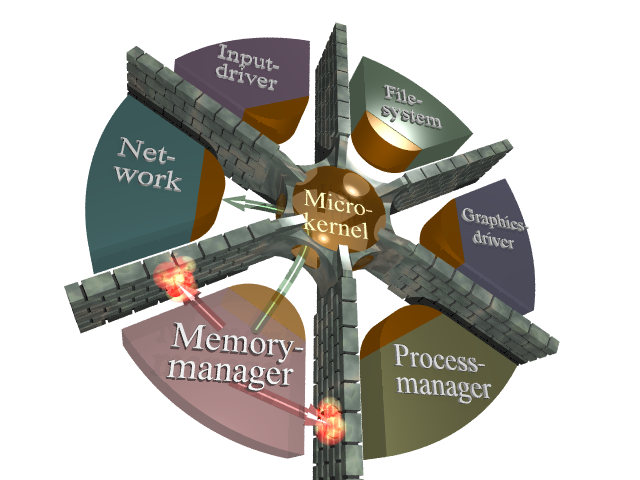 Input-
driver
File-
system
Net-
work
Micro-
kernel
Graphics-
driver
Memory-
manager
Process-
manager